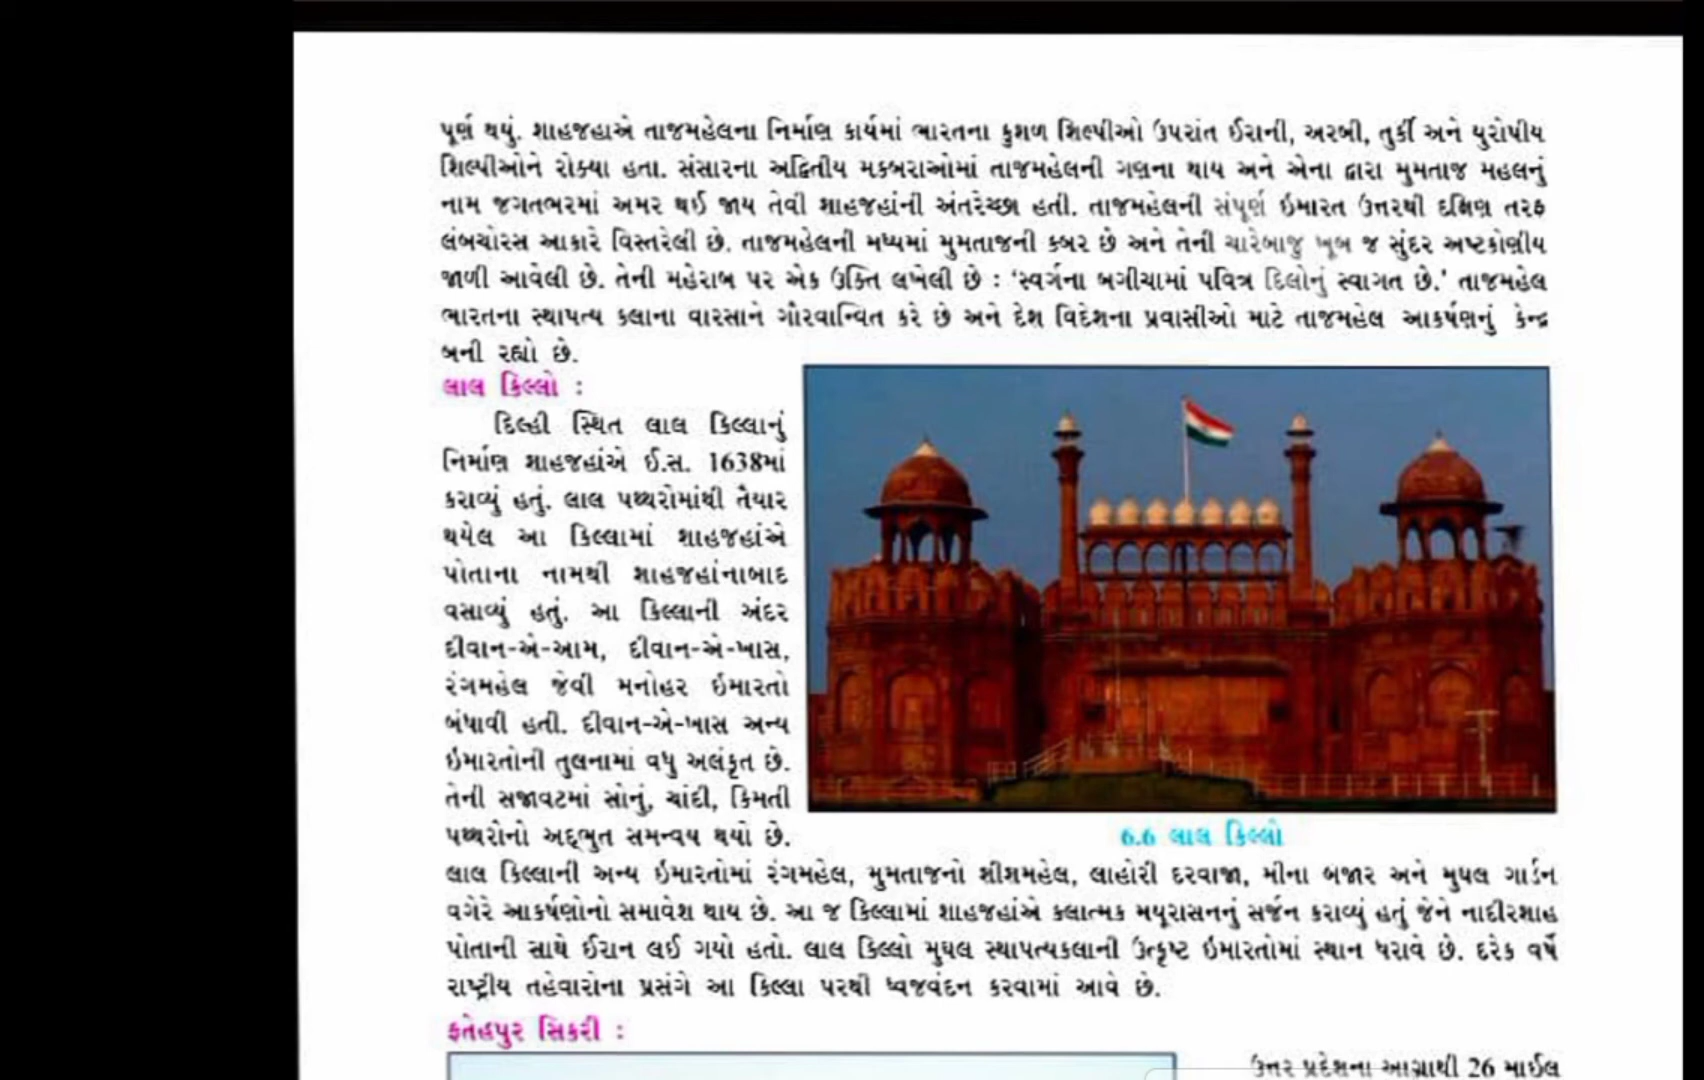 પૂર્ણ થયું. શાહજહાએ તાજમહેલના નિર્માણ કાર્યમાં ભારતના કુશળ શિલ્પીઓ ઉપરાંત ઈરાની, અરબી, તુર્કી અને યુરોપીય
શિલ્પીઓને રોક્યા હતા. સંસારના અદ્વિતીય મકબરાઓમાં તાજમહેલની ગણના થાય અને એના દ્વારા મુમતાજ મહલનું
નામ જગતભરમાં અમર થઈ જાય તેવી શાહજહાંની અંતરેચ્છા હતી. તાજમહેલની સંપૂર્ણ ઇમારત ઉત્તરથી દક્ષિણ તરફ
લંબચોરસ આકારે વિસ્તરેલી છે. તાજમહેલની મધ્યમાં મુમતાજની કબર છે અને તેની ચારેબાજુ ખૂબ જ સુંદર અષ્ટકોણીય
જાળી આવેલી છે. તેની મહેરાબ પર એક ઉક્તિ લખેલી છે : ‘સ્વર્ગના બગીચામાં પવિત્ર દિલોનું સ્વાગત છે.’ તાજમહેલ
ભારતના સ્થાપત્ય કલાના વારસાને ગૌરવાન્વિત કરે છે અને દેશ વિદેશના પ્રવાસીઓ માટે તાજમહેલ આકર્ષણનું કેન્દ્ર
બની રહ્યો છે.
લાલ કિલ્લો :
દિલ્હી સ્થિત લાલ કિલ્લાનું
નિર્માણ શાહજહાંએ ઈ.સ. 1638માં
કરાવ્યું હતું. લાલ પથ્થરોમાંથી તૈયાર
થયેલ આ કિલ્લામાં શાહજહાંએ
પોતાના નામથી શાહજહાંનાબાદ
વસાવ્યું હતું. આ કિલ્લાની અંદર
દીવાન-એ-આમ, દીવાન-એ-ખાસ,
રંગમહેલ જેવી મનોહર ઇમારતો
બંધાવી હતી. દીવાન-એ-ખાસ અન્ય
ઇમારતોની તુલનામાં વધુ અલંકૃત છે.
તેની સજાવટમાં સોનું, ચાંદી, કિમતી
પથ્થરોનો અદ્ભુત સમન્વય થયો છે.
6.6 લાલ કિલ્લો
લાલ કિલ્લાની અન્ય ઇમારતોમાં રંગમહેલ, મુમતાજનો શીશમહેલ, લાહોરી દરવાજા, મીના બજાર અને મુઘલ ગાર્ડન
વગેરે આકર્ષણોનો સમાવેશ થાય છે. આ જ કિલ્લામાં શાહજહાંએ કલાત્મક મયૂરાસનનું સર્જન કરાવ્યું હતું જેને નાદીરશાહ
પોતાની સાથે ઈરાન લઈ ગયો હતો. લાલ કિલ્લો મુઘલ સ્થાપત્યકલાની ઉત્કૃષ્ટ ઇમારતોમાં સ્થાન ધરાવે છે. દરેક વર્ષે
રાષ્ટ્રીય તહેવારોના પ્રસંગે આ કિલ્લા પરથી ધ્વજવંદન કરવામાં આવે છે.
ફતેહપુર સિકરી :
ઉત્તર પ્રદેશના આગ્રાથી 26 માઈલ